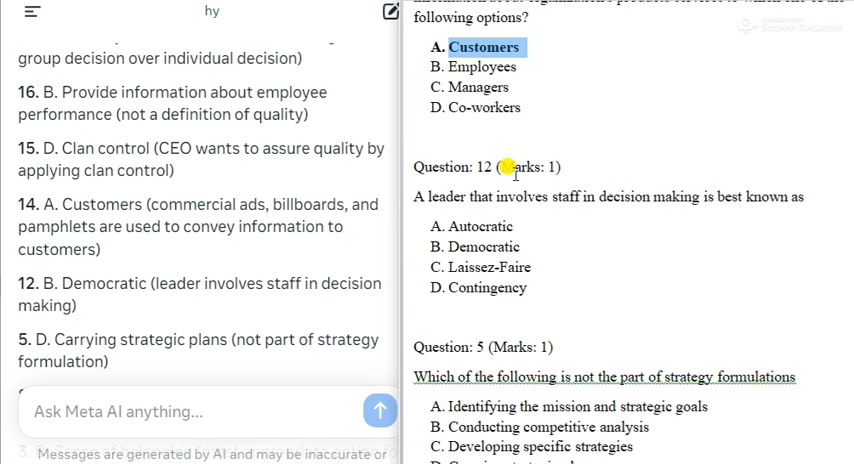 hy
group decision over individual decision)
16. B. Provide information about employee
performance (not a definition of quality)
15. D. Clan control (CEO wants to assure quality by
applying clan control)
14. A. Customers (commercial ads, billboards, and
pamphlets are used to convey information to
customers)
12. B. Democratic (leader involves staff in decision
making)
5. D. Carrying strategic plans (not part of strategy
formulation)
Ask Meta AI anything...
Messages are generated by AI and may be inaccurate or
following options?
A. Customers
B. Employees
C. Managers
D. Co-workers
Question: 12 (Marks: 1)
A leader that involves staff in decision making is best known as
A. Autocratic
B. Democratic
C. Laissez-Faire
D. Contingency
Question: 5 (Marks: 1)
Which of the following is not the part of strategy formulations
A. Identifying the mission and strategic goals
B. Conducting competitive analysis
C. Developing specific strategies
Screen Recorder